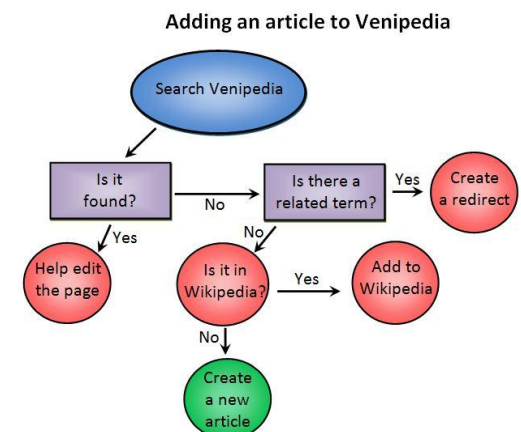 Adding an article to Venipedia
Search Venipedia
Is it
found?
No
Is there a
related term?
Yes
Create
a redirect
Yes
No
Help edit
the page
Is it in
Wikipedia?
Yes
Add to
Wikipedia
No
Create
a new
article